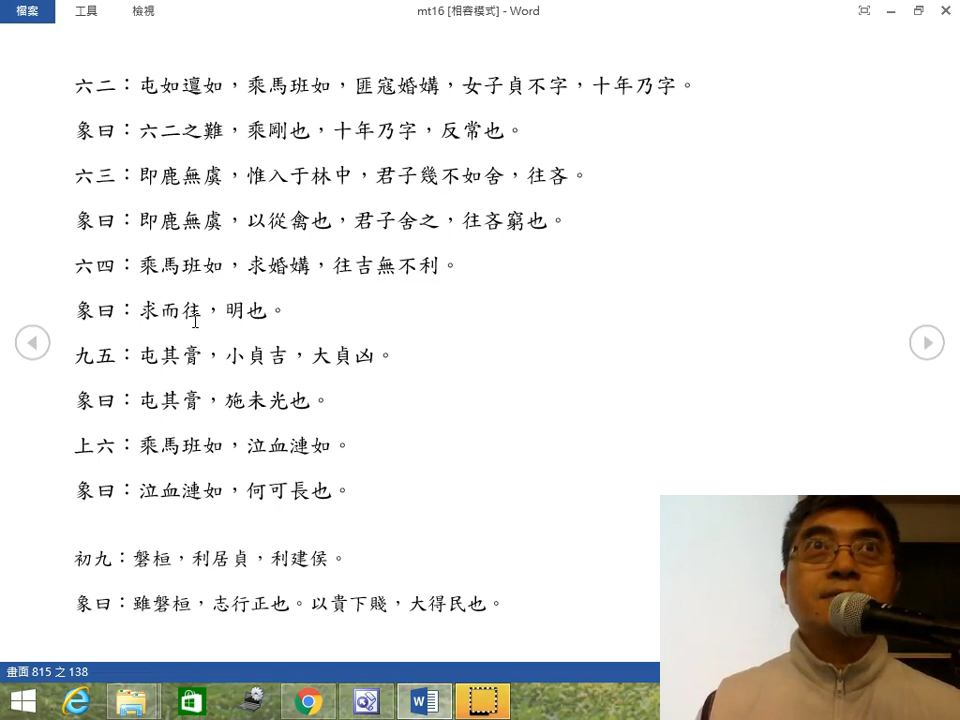 檔案 工具 檢視 mt16 [相容模式] - Word
六二：屯如邅如，乘馬班如，匪寇婚媾，女子貞不字，十年乃字。
象曰：六二之難，乘剛也，十年乃字，反常也。
六三：即鹿無虞，惟入于林中，君子幾不如舍，往吝。
象曰：即鹿無虞，以從禽也，君子舍之，往吝窮也。
六四：乘馬班如，求婚媾，往吉無不利。
象曰：求而往，明也。
九五：屯其膏，小貞吉，大貞凶。
象曰：屯其膏，施未光也。
上六：乘馬班如，泣血漣如。
象曰：泣血漣如，何可長也。
初九：磐桓，利居貞，利建侯。
象曰：雖磐桓，志行正也。以貴下賤，大得民也。
畫面 815 之 138